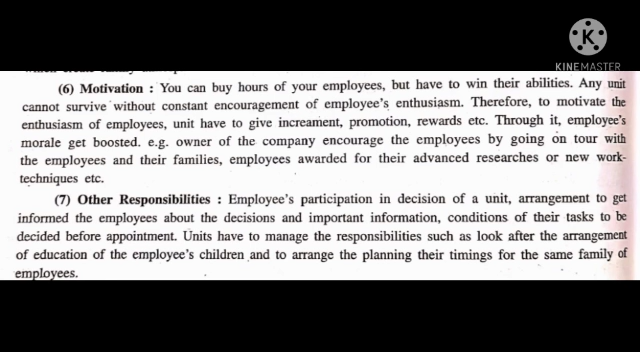 KINEMASTER
(6) Motivation : You can buy hours of your employees, but have to win their abilities. Any unit
cannot survive without constant encouragement of employee's enthusiasm. Therefore, to motivate the
enthusiasm of employees, unit have to give increament, promotion, rewards etc. Through it, employee's
morale get boosted. e.g. owner of the company encourage the employees by going on tour with
the employees and their families, employees awarded for their advanced researches or new work-
techniques etc.
(7) Other Responsibilities : Employee's participation in decision of a unit, arrangement to get
informed the employees about the decisions and important information, conditions of their tasks to be
decided before appointment. Units have to manage the responsibilities such as look after the arrangement
of education of the employee's children and to arrange the planning their timings for the same family of
employees.